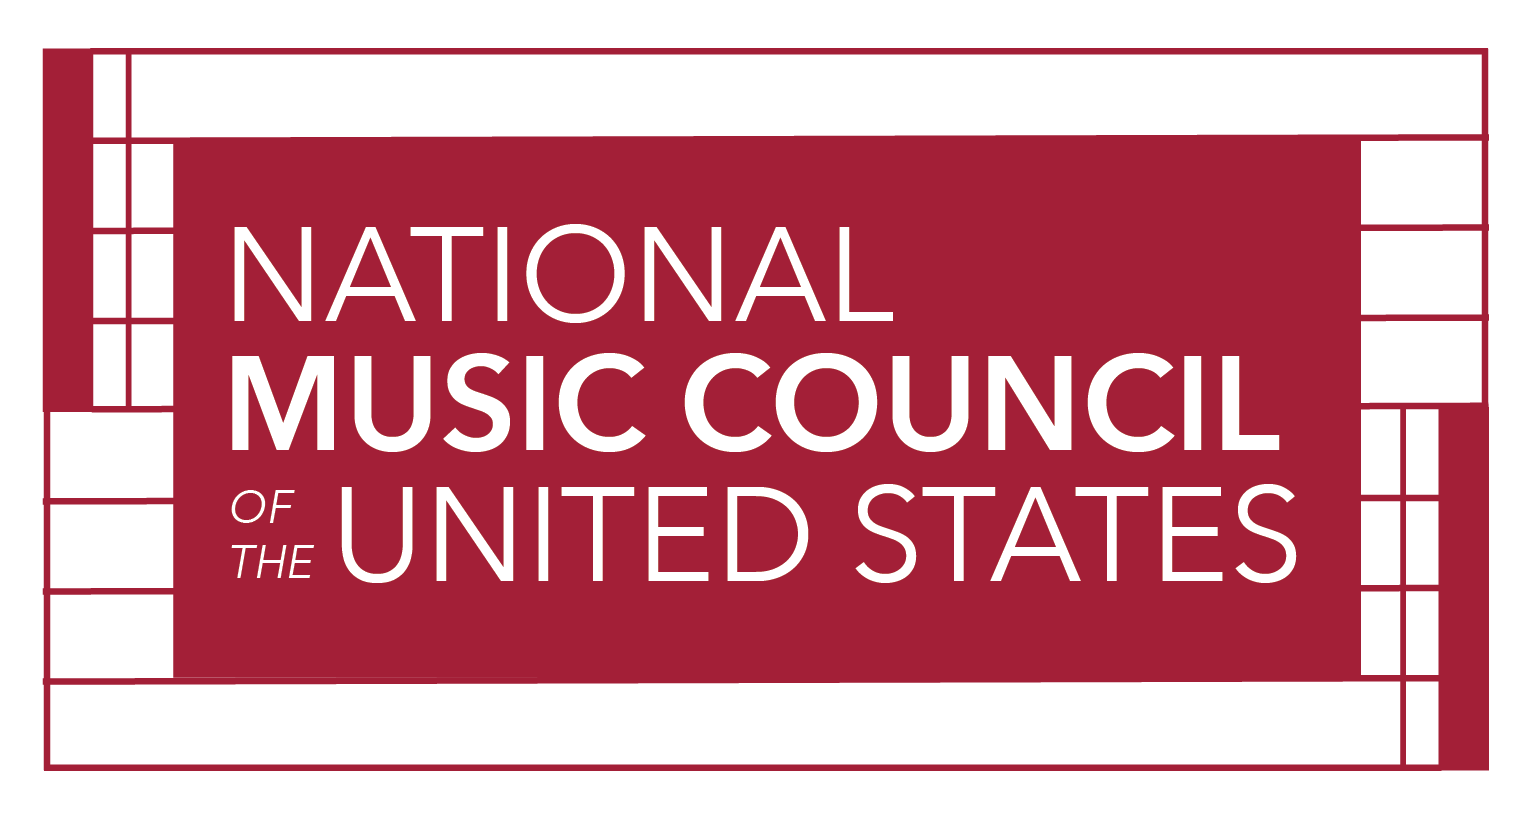 NATIONAL
MUSIC COUNCIL
OF THE UNITED STATES